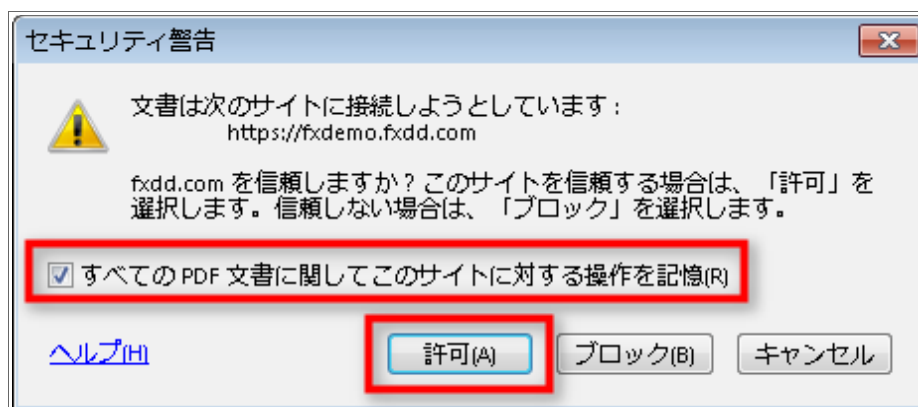 セキュリティ警告
文書は次のサイトに接続しようとしています:
https://fxdemo.fxdd.com
fxdd.com を信頼しますか?このサイトを信頼する場合は、「許可」を
選択します。信頼しない場合は、「ブロック」を選択します。
すべての PDF 文書に関してこのサイトに対する操作を記憶(R)
ヘルプ(H) 許可(A) ブロック(B) キャンセル